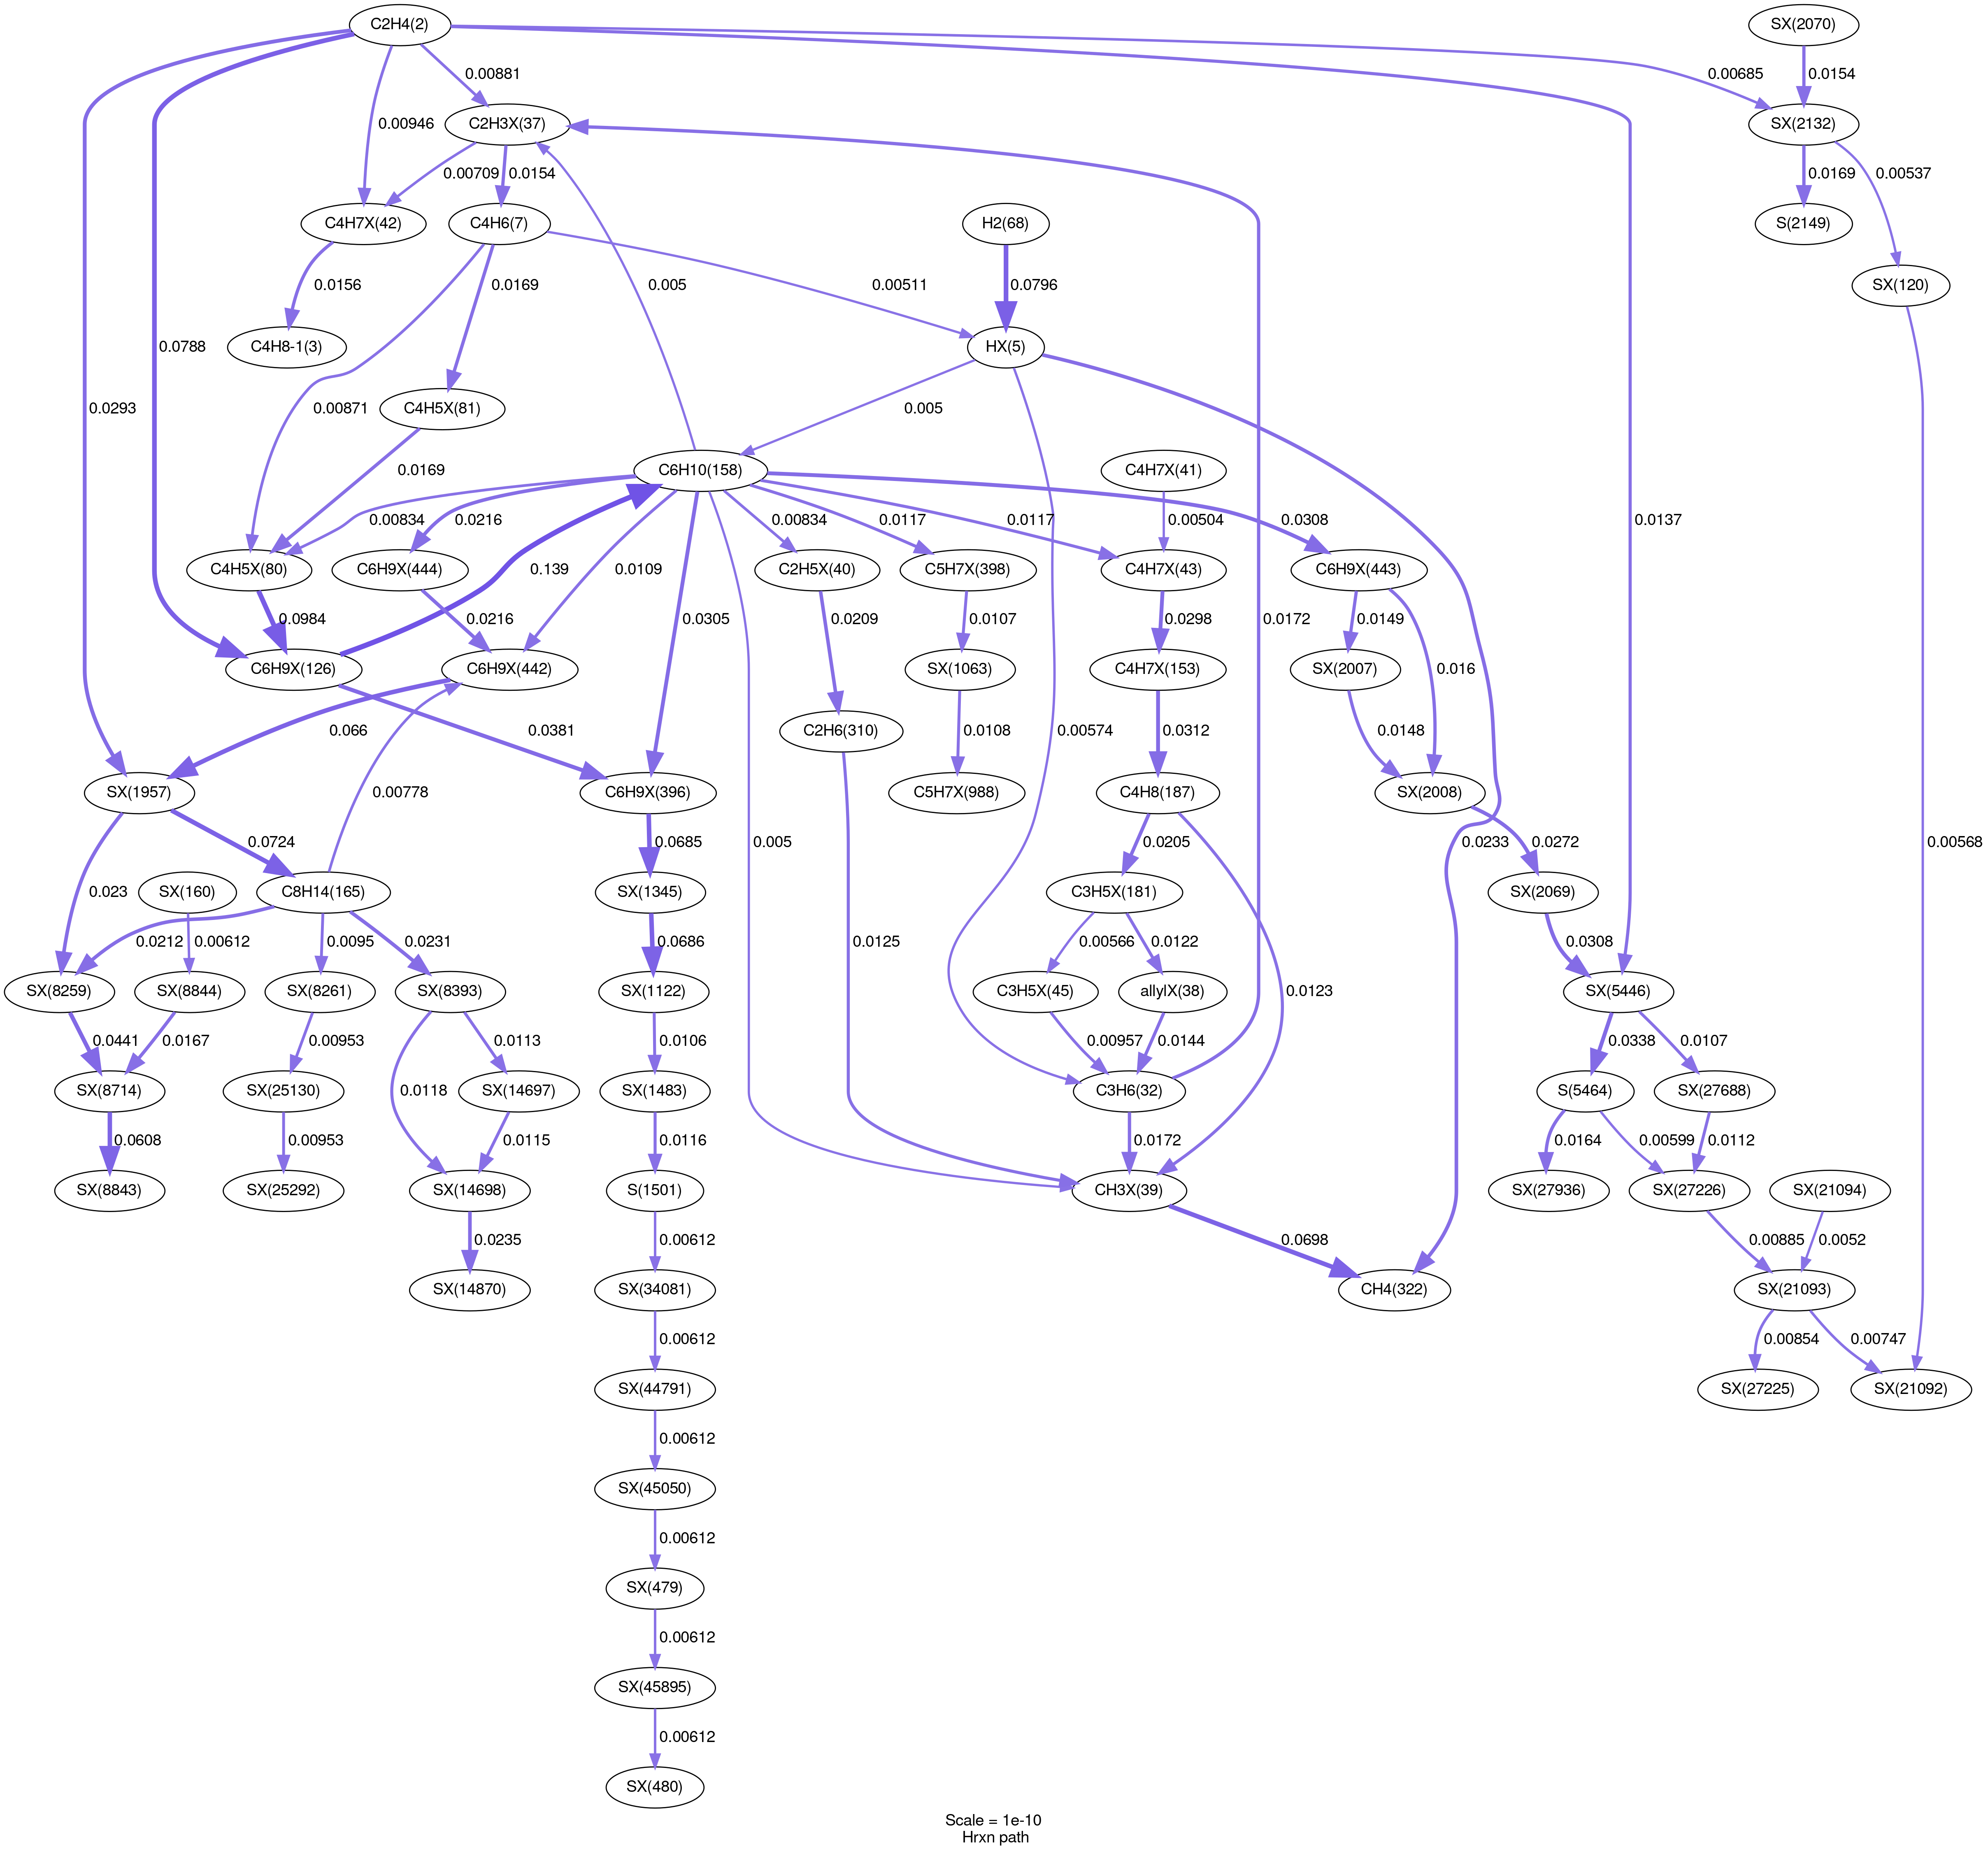 C2H4(2)
SX(2070)
0.00881
0.00685
0.0154
C2H3X(37)
SX(2132)
0.00946
0.00709
0.0154
0.0169
0.00537
C4H7X(42)
C4H6(7)
H2(68)
S(2149)
0.0156
0.0169
0.005
0.00511
0.0796
SX(120)
C4H8-1(3)
HX(5)
0.0788
0.0293
0.00871
C4H5X(81)
0.005
0.0169
C6H10(158)
C4H7X(41)
0.00834
0.0216
0.00834
0.0117
0.0117
0.00504
0.0308
0.0137
C4H5X(80)
C6H9X(444)
C2H5X(40)
C5H7X(398)
C4H7X(43)
C6H9X(443)
0.139
0.0109
0.0984
0.0216
0.0305
0.0209
0.0107
0.0298
0.0172
0.0149
0.016
C6H9X(126)
C6H9X(442)
SX(1063)
C4H7X(153)
SX(2007)
0.066
0.0381
C2H6(310)
0.00574
0.0108
0.0312
0.0148
SX(1957)
0.00778
C6H9X(396)
C5H7X(988)
C4H8(187)
SX(2008)
0.0724
0.0685
0.005
0.0205
0.0233
0.0272
0.00568
0.023
SX(160)
C8H14(165)
SX(1345)
C3H5X(181)
SX(2069)
0.0212
0.00612
0.0095
0.0231
0.0686
0.0125
0.00566
0.0122
0.0308
SX(8259)
SX(8844)
SX(8261)
SX(8393)
SX(1122)
C3H5X(45)
allylX(38)
0.0123
SX(5446)
0.0441
0.0167
0.00953
0.0113
0.0106
0.00957
0.0144
0.0338
0.0107
SX(8714)
SX(25130)
0.0118
SX(14697)
SX(1483)
C3H6(32)
S(5464)
SX(27688)
0.0608
0.00953
0.0115
0.0116
0.0172
0.0164
0.00599
0.0112
SX(8843)
SX(25292)
SX(14698)
S(1501)
CH3X(39)
SX(27936)
SX(27226)
SX(21094)
0.0235
0.00612
0.0698
0.00885
0.0052
SX(14870)
SX(34081)
CH4(322)
SX(21093)
0.00612
0.00854
0.00747
SX(44791)
SX(27225)
SX(21092)
0.00612
SX(45050)
0.00612
SX(479)
0.00612
SX(45895)
0.00612
SX(480)
Scale = 1e-10
Hrxn path